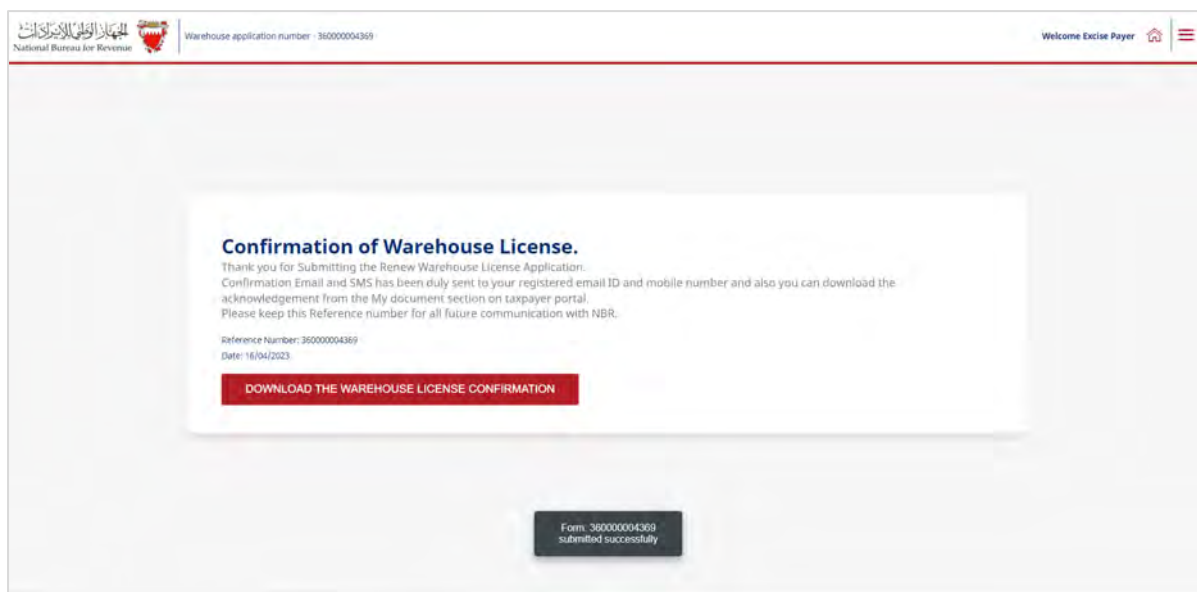 الجهاز الوطني للإيرادات
National Bureau for Revenue
Warehouse application number - 360000004369
Welcome Excise Payer
Confirmation of Warehouse License.
Thank you for Submitting the Renew Warehouse License Application.
Confirmation Email and SMS has been duly sent to your registered email ID and mobile number and also you can download the
acknowledgement from the My document section on taxpayer portal.
Please keep this Reference number for all future communication with NBR.
Reference Number: 360000004369
Date: 16/04/2023
DOWNLOAD THE WAREHOUSE LICENSE CONFIRMATION
Form: 360000004369
submitted successfully